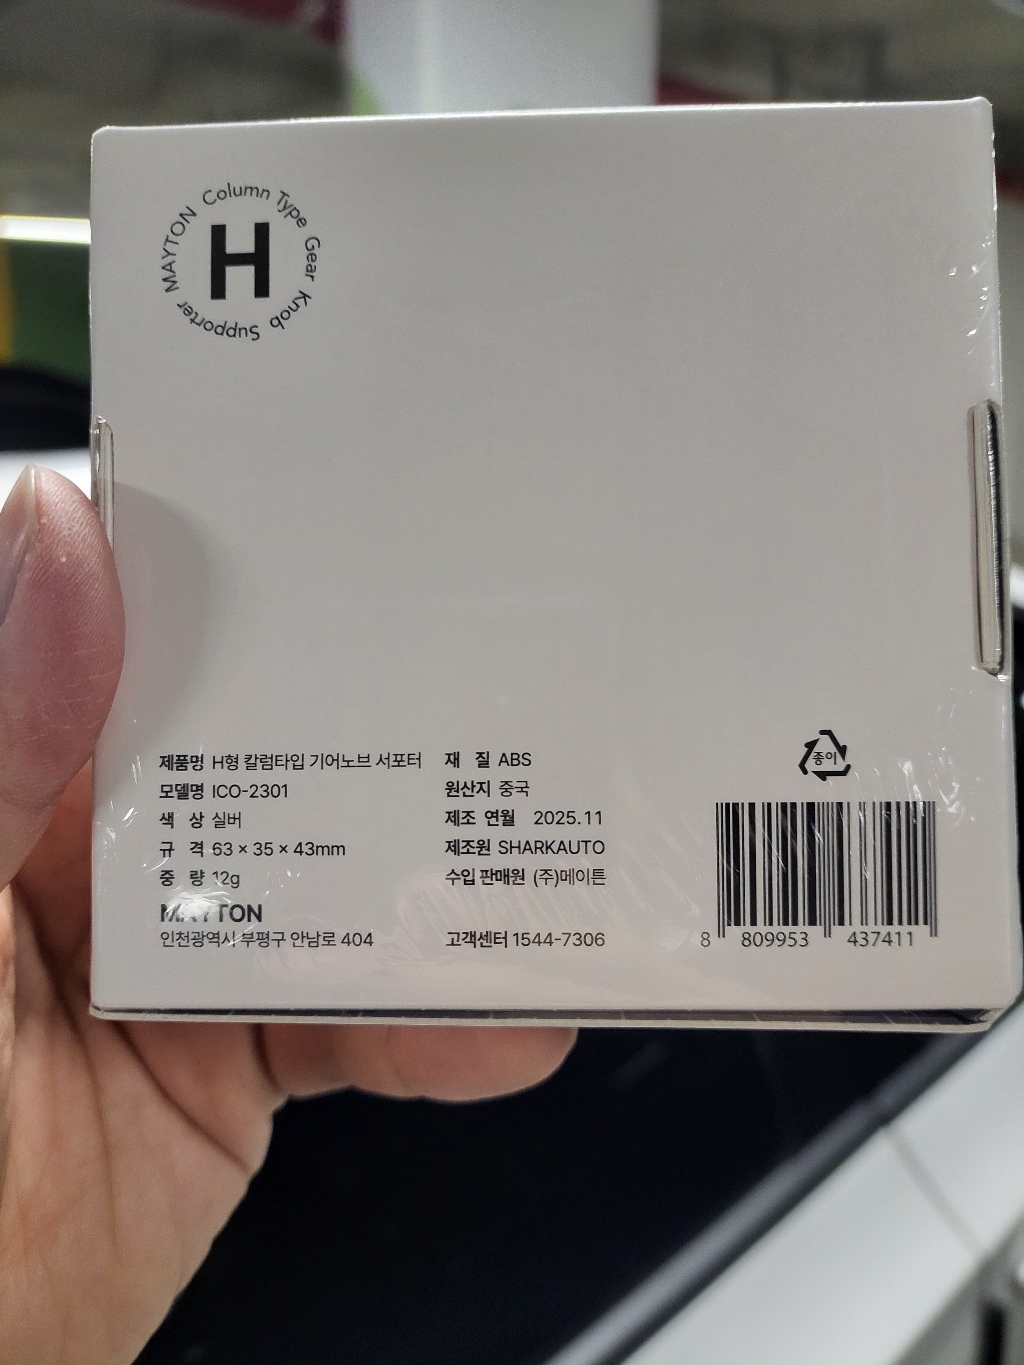 MAYTON Column Type Gear Knob Supporter
H
제품명 H형 칼럼타입 기어노브 서포터
모델명 ICO-2301
색 상 실버
규 격 63 × 35 × 43mm
중 량 12g
MAYTON
인천광역시 부평구 안남로 404
재 질 ABS
원산지 중국
제조 연월 2025.11
제조원 SHARKAUTO
수입 판매원 (주)메이튼
고객센터 1544-7306
종이
8 809953 437411